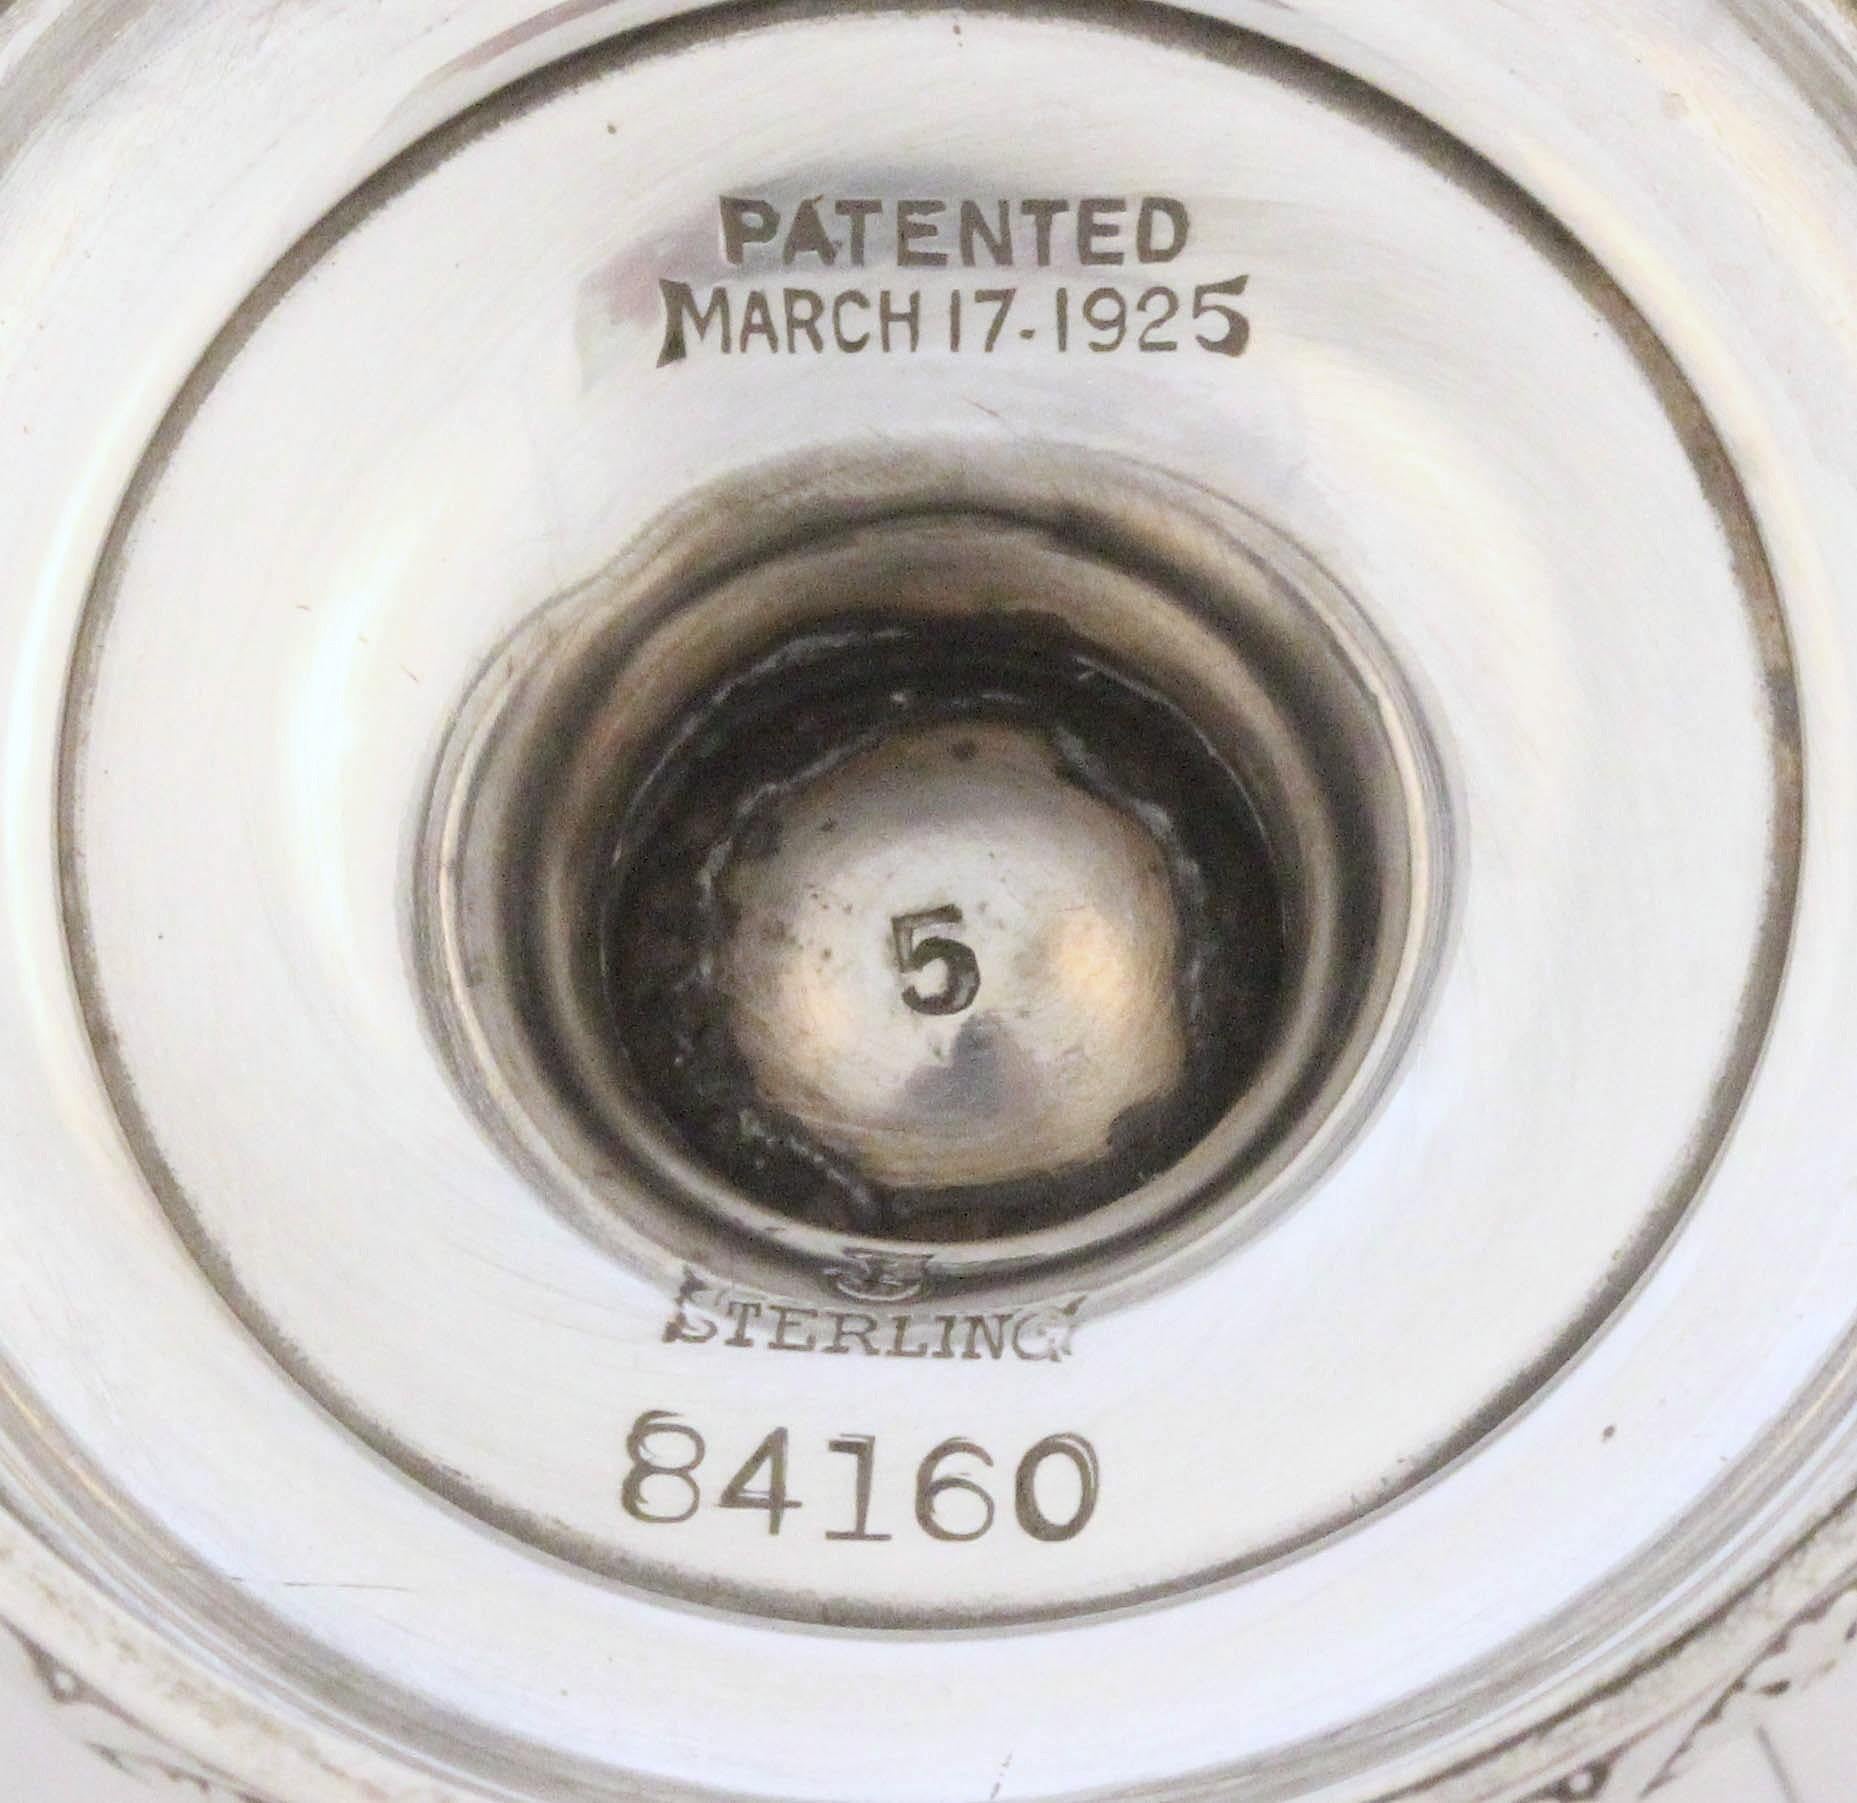 PATENTED
MARCH 17-1925
5
STERLING
84160